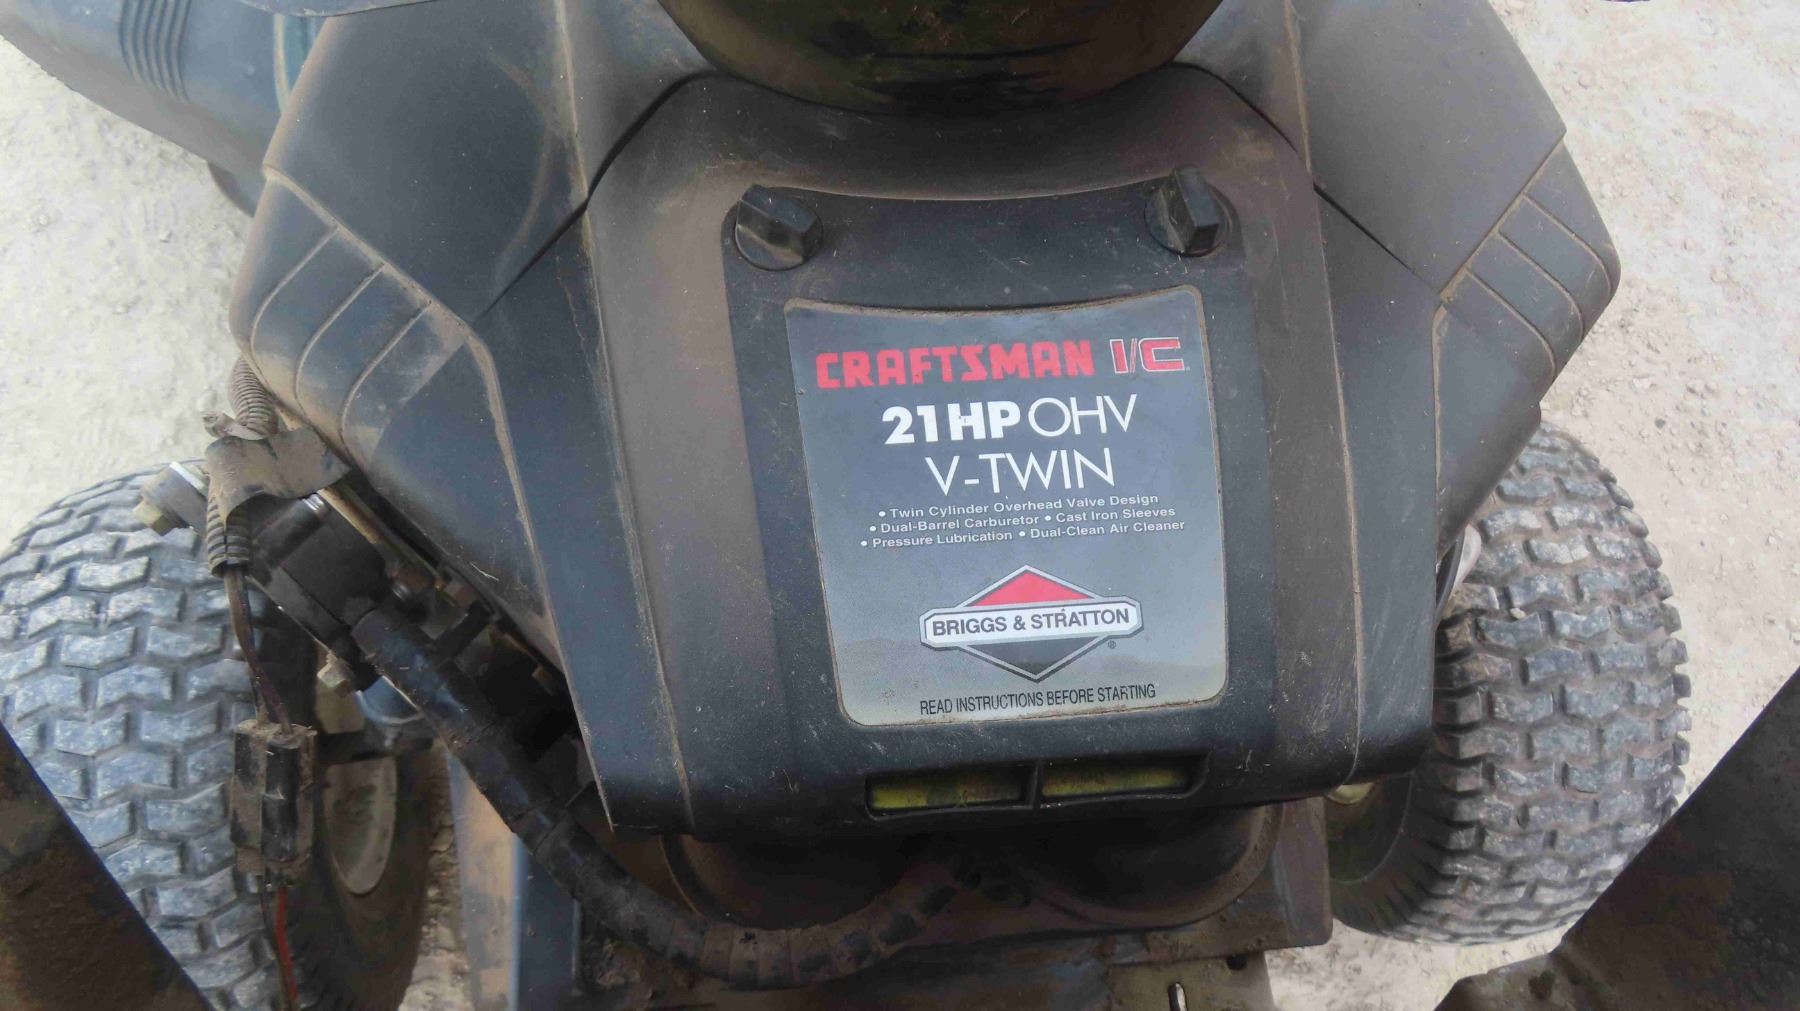 CRAFTSMAN I/C
21HP OHV
V-TWIN
• Twin Cylinder Overhead Valve Design
• Dual-Barrel Carburetor • Cast Iron Sleeves
• Pressure Lubrication • Dual-Clean Air Cleaner
BRIGGS & STRATTON
®
READ INSTRUCTIONS BEFORE STARTING